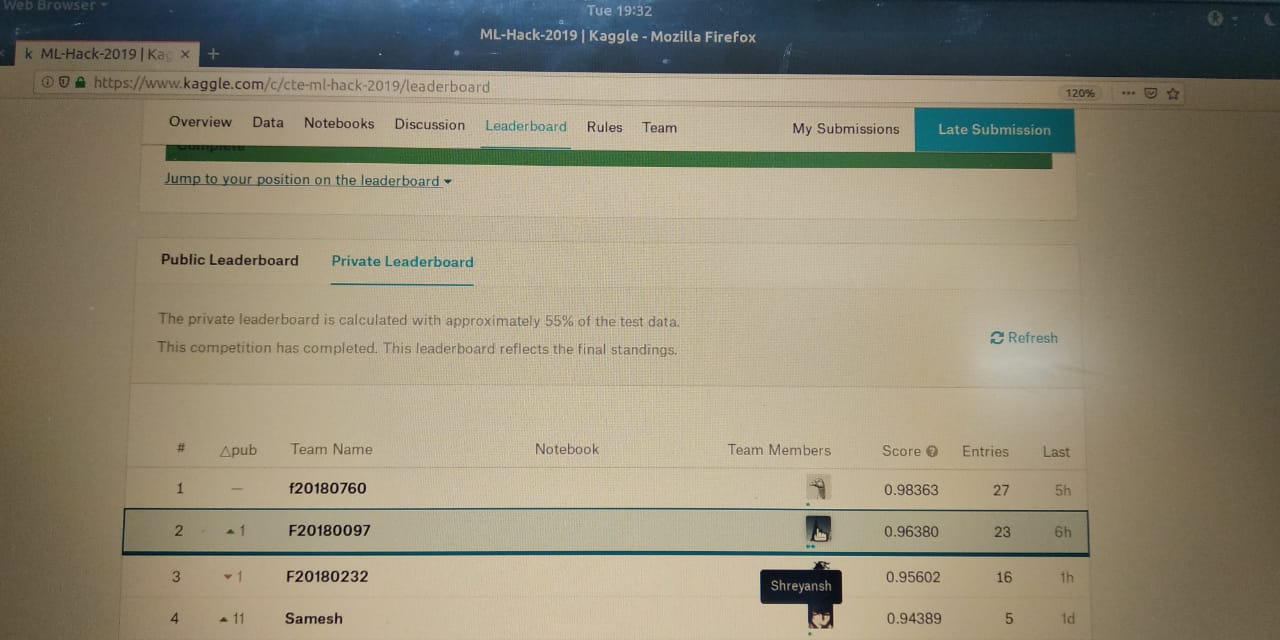 Web Browser
Tue 19:32
ML-Hack-2019 | Kaggle - Mozilla Firefox
k ML-Hack-2019 | Kag × +
https://www.kaggle.com/c/cte-ml-hack-2019/leaderboard 120%
Overview Data Notebooks Discussion Leaderboard Rules Team My Submissions Late Submission
Complete
Jump to your position on the leaderboard
Public Leaderboard Private Leaderboard
The private leaderboard is calculated with approximately 55% of the test data.
This competition has completed. This leaderboard reflects the final standings.
Refresh
# △pub Team Name Notebook Team Members Score Entries Last
1 — f20180760 0.98363 27 5h
2 ▲1 F20180097 0.96380 23 6h
3 ▼1 F20180232 0.95602 16 1h
Shreyansh
4 ▲11 Samesh 0.94389 5 1d